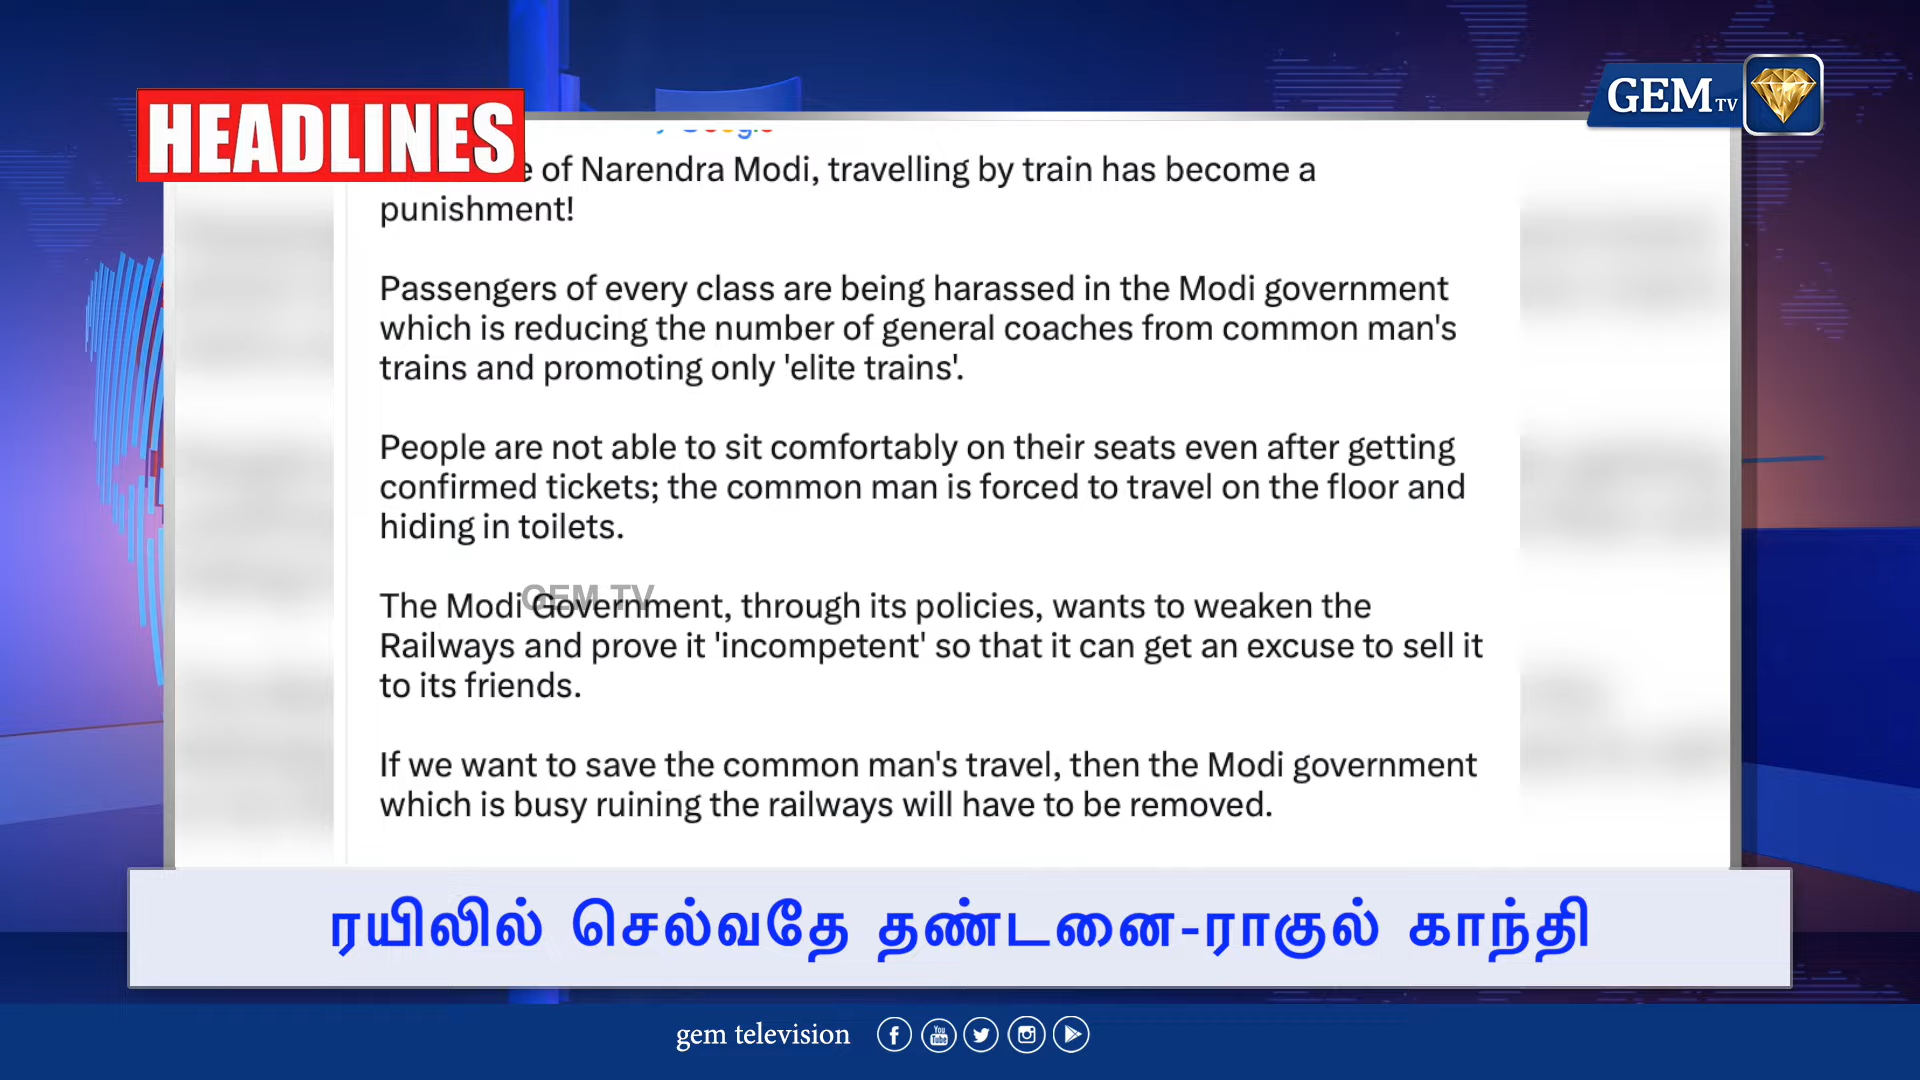 HEADLINES
GEM TV
of Narendra Modi, travelling by train has become a
punishment!
Passengers of every class are being harassed in the Modi government
which is reducing the number of general coaches from common man's
trains and promoting only 'elite trains'.
People are not able to sit comfortably on their seats even after getting
confirmed tickets; the common man is forced to travel on the floor and
hiding in toilets.
GEM TV
The Modi Government, through its policies, wants to weaken the
Railways and prove it 'incompetent' so that it can get an excuse to sell it
to its friends.
If we want to save the common man's travel, then the Modi government
which is busy ruining the railways will have to be removed.
ரயிலில் செல்வதே தண்டனை-ராகுல் காந்தி
gem television